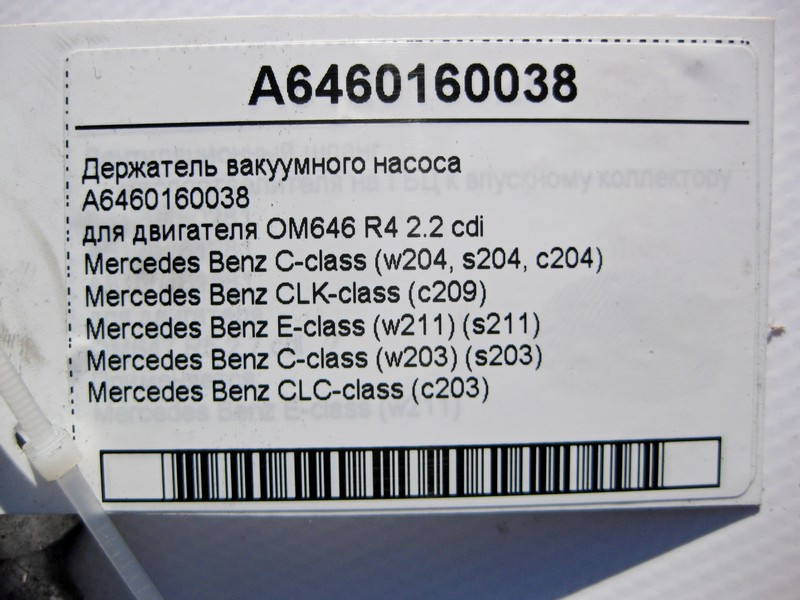 A6460160038
Держатель вакуумного насоса
A6460160038
для двигателя OM646 R4 2.2 cdi
Mercedes Benz C-class (w204, s204, c204)
Mercedes Benz CLK-class (c209)
Mercedes Benz E-class (w211) (s211)
Mercedes Benz C-class (w203) (s203)
Mercedes Benz CLC-class (c203)